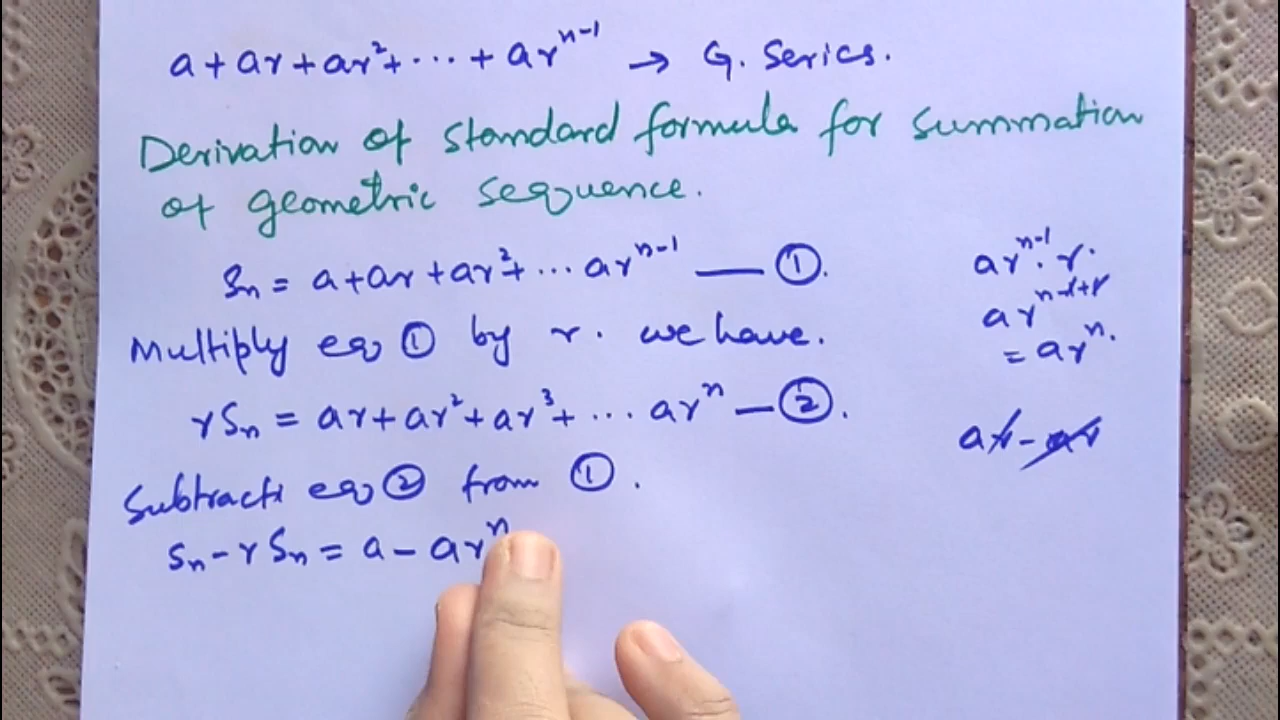 a + ar + ar² + ... + arⁿ⁻¹ → G. Series.
Derivation of standard formula for summation
of geometric sequence.
Sₙ = a + ar + ar² + ... arⁿ⁻¹ — ①.
Multiply eq ① by r. we have.
rSₙ = ar + ar² + ar³ + ... arⁿ — ②.
Subtract eq ② from ①.
Sₙ - rSₙ = a - arⁿ
arⁿ⁻¹. r.
arⁿ⁻¹⁺¹
= arⁿ.
ar - ar